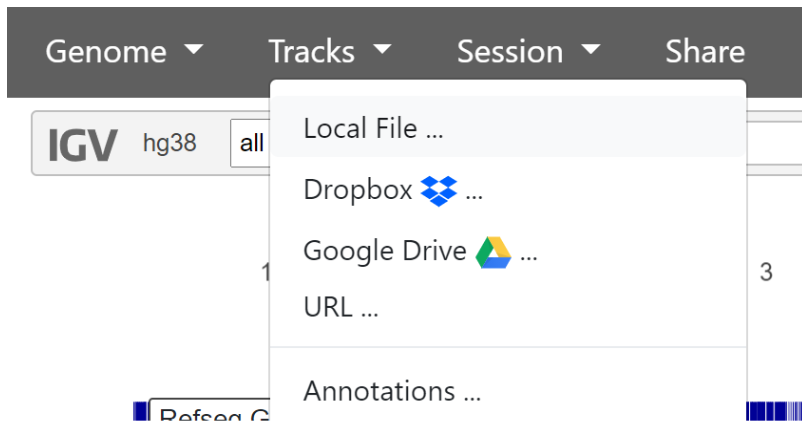 Genome Tracks Session Share
IGV hg38 all
Local File ...
Dropbox ...
Google Drive ...
1 3
URL ...
Annotations ...
Refseq G